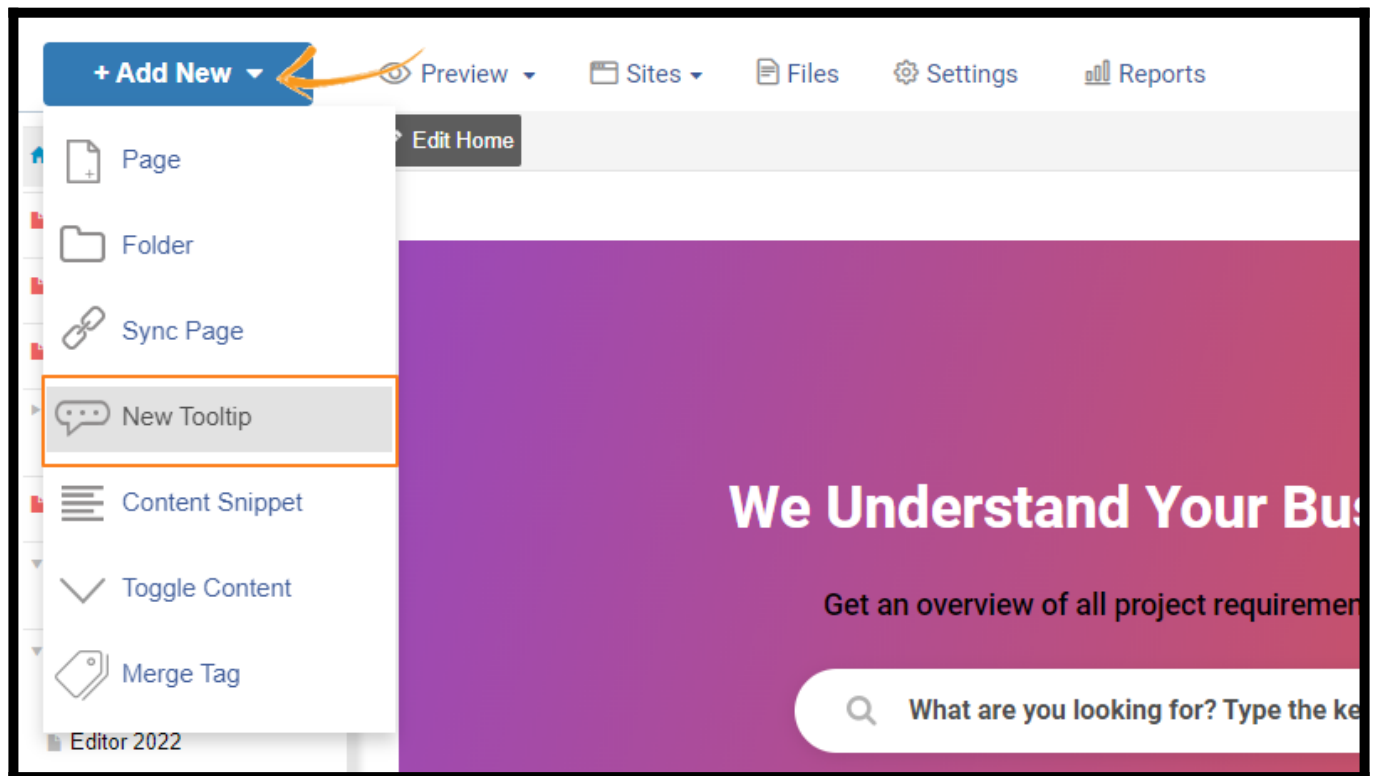 + Add New Preview Sites Files Settings Reports
Edit Home
Page
Folder
Sync Page
New Tooltip
Content Snippet
Toggle Content
Merge Tag
Editor 2022
We Understand Your Bus
Get an overview of all project requiremen
What are you looking for? Type the ke